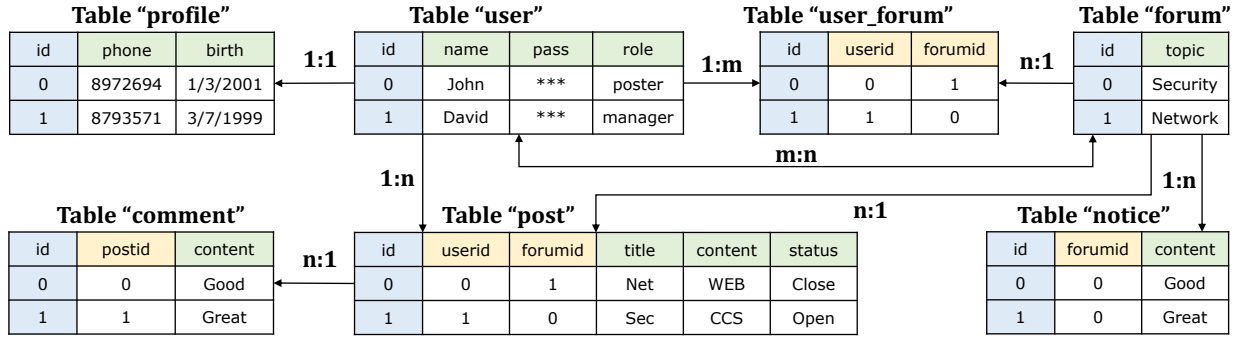 Table “profile”
id phone birth
0 8972694 1/3/2001
1 8793571 3/7/1999
1:1
Table “user”
id name pass role
0 John *** poster
1 David *** manager
1:m
Table “user_forum”
id userid forumid
0 0 1
1 1 0
n:1
Table “forum”
id topic
0 Security
1 Network
m:n
1:n
n:1
1:n
Table “comment”
id postid content
0 0 Good
1 1 Great
n:1
Table “post”
id userid forumid title content status
0 0 1 Net WEB Close
1 1 0 Sec CCS Open
Table “notice”
id forumid content
0 0 Good
1 0 Great